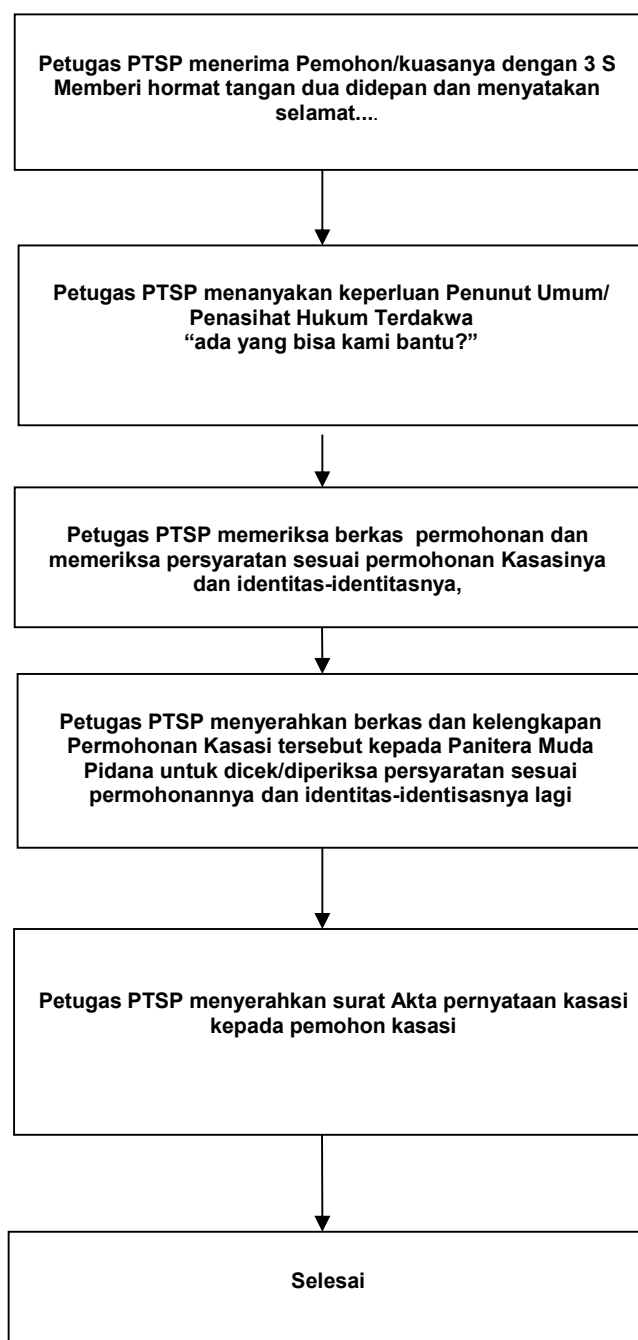 Petugas PTSP menerima Pemohon/kuasanya dengan 3 S
Memberi hormat tangan dua didepan dan menyatakan
selamat....
Petugas PTSP menanyakan keperluan Penunut Umum/
Penasihat Hukum Terdakwa
“ada yang bisa kami bantu?”
Petugas PTSP memeriksa berkas  permohonan dan
memeriksa persyaratan sesuai permohonan Kasasinya
dan identitas-identitasnya,
Petugas PTSP menyerahkan berkas dan kelengkapan
Permohonan Kasasi tersebut kepada Panitera Muda
Pidana untuk dicek/diperiksa persyaratan sesuai
permohonannya dan identitas-identisasnya lagi
Petugas PTSP menyerahkan surat Akta pernyataan kasasi
kepada pemohon kasasi
Selesai